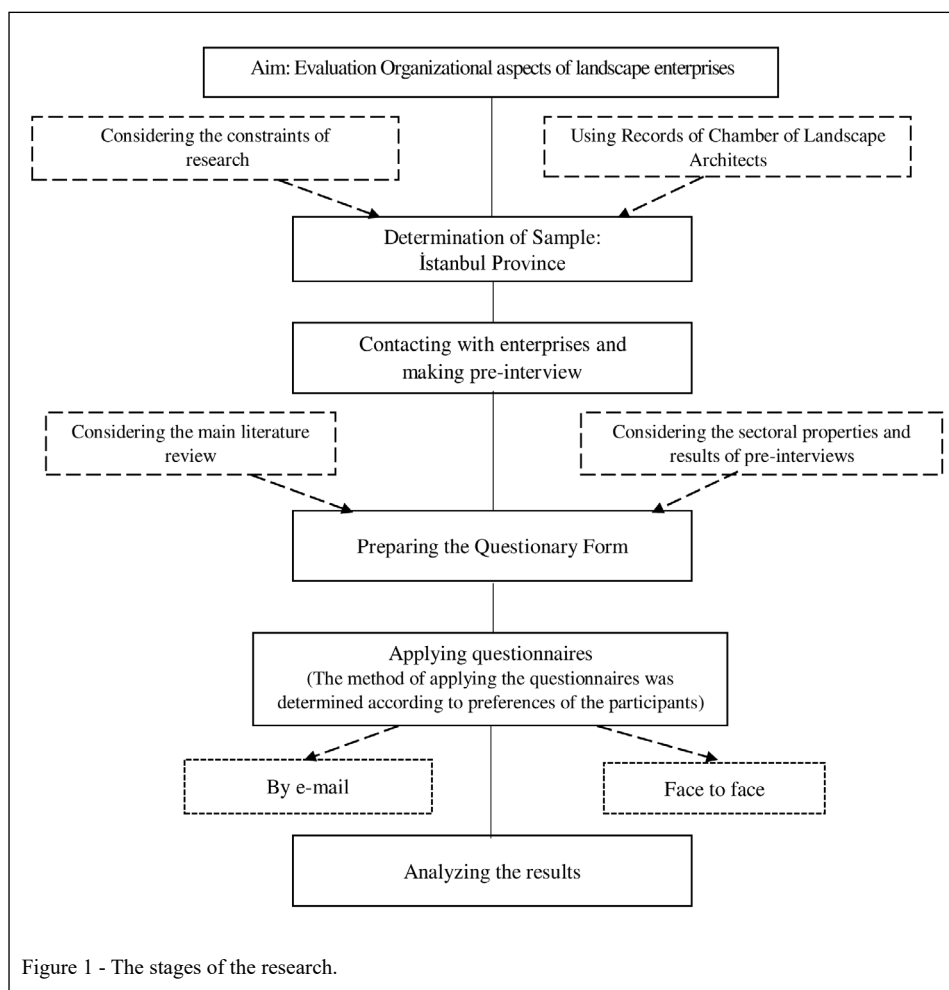 Aim: Evaluation Organizational aspects of landscape enterprises
Considering the constraints of
research
Using Records of Chamber of Landscape
Architects
Determination of Sample:
İstanbul Province
Contacting with enterprises and
making pre-interview
Considering the main literature
review
Considering the sectoral properties and
results of pre-interviews
Preparing the Questionary Form
Applying questionnaires
(The method of applying the questionnaires was
determined according to preferences of the participants)
By e-mail
Face to face
Analyzing the results
Figure 1 - The stages of the research.